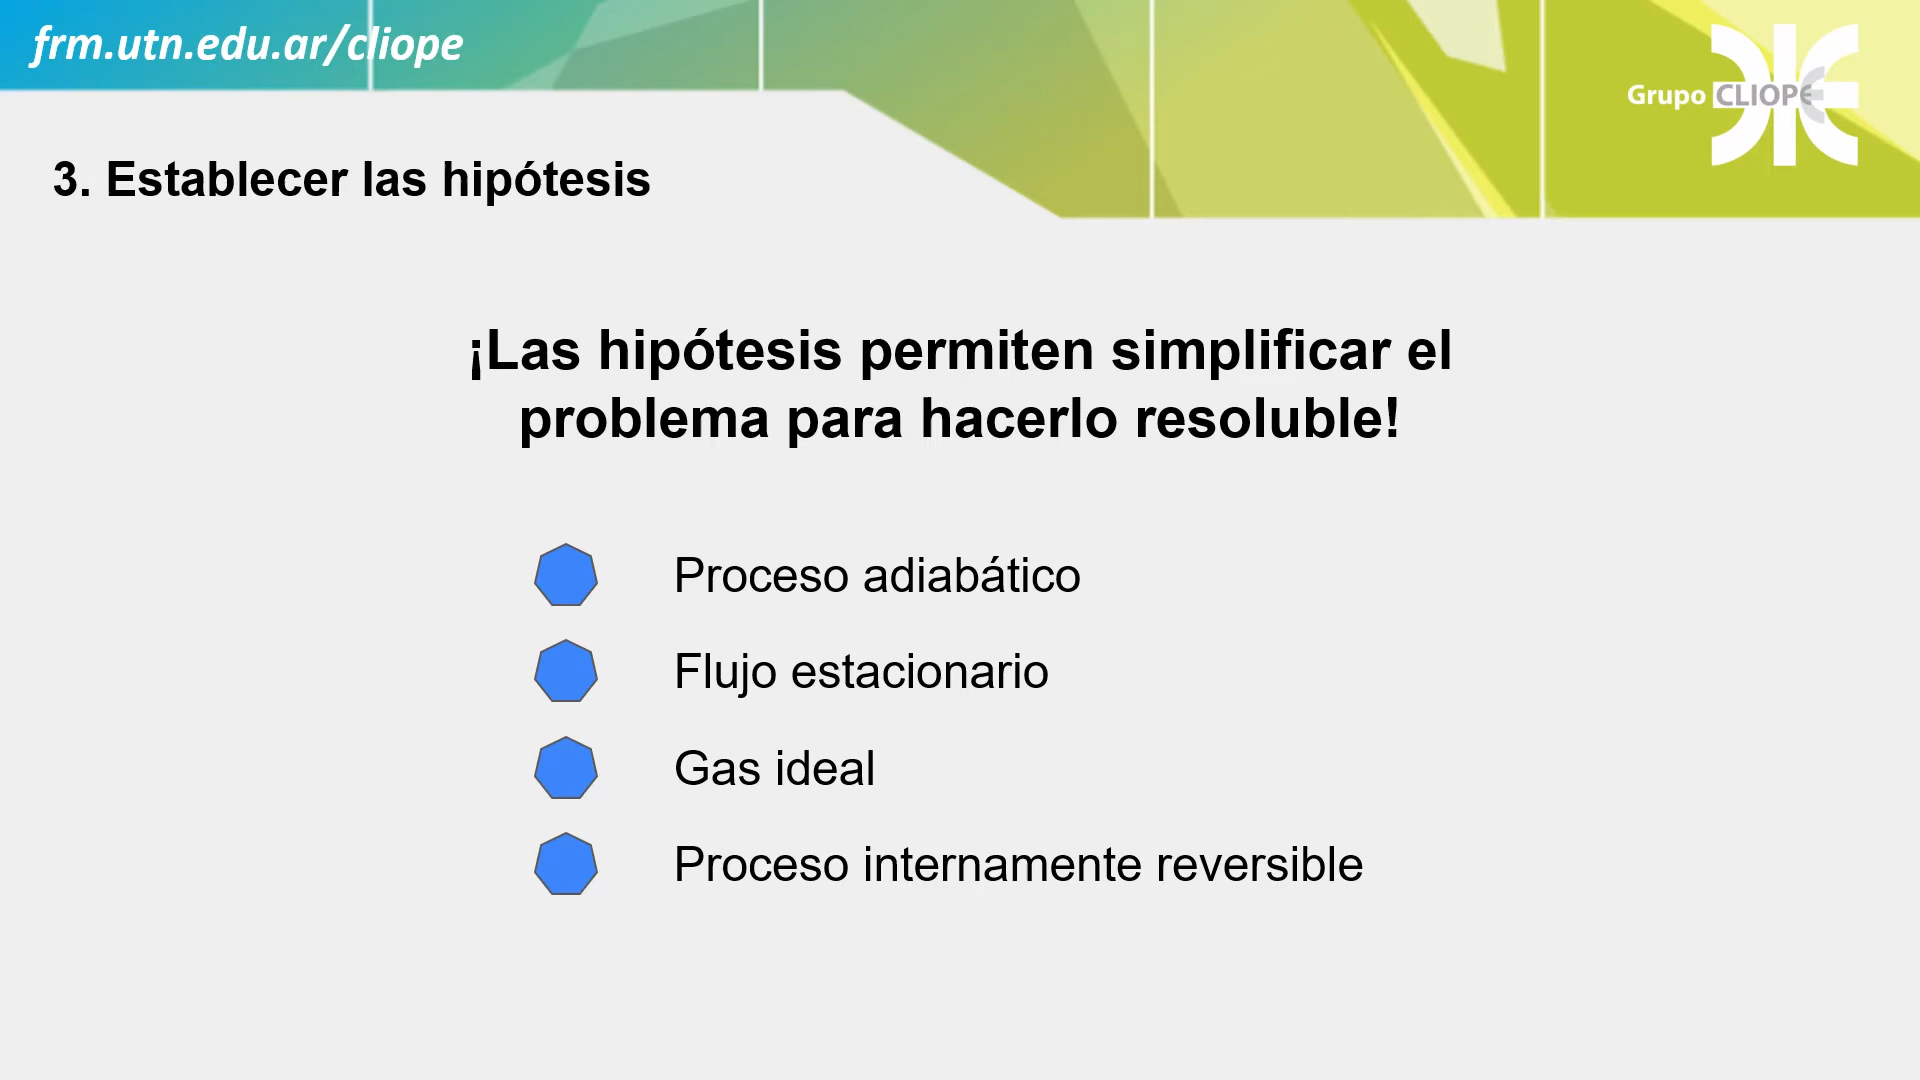 frm.utn.edu.ar/cliope
Grupo CLIOPE
3. Establecer las hipótesis
¡Las hipótesis permiten simplificar el
problema para hacerlo resoluble!
Proceso adiabático
Flujo estacionario
Gas ideal
Proceso internamente reversible